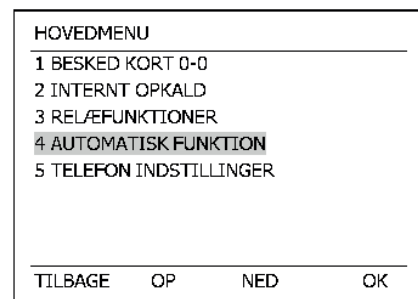 HOVEDMENU
1 BESKED KORT 0-0
2 INTERNT OPKALD
3 RELÆFUNKTIONER
4 AUTOMATISK FUNKTION
5 TELEFON INDSTILLINGER
TILBAGE OP NED OK